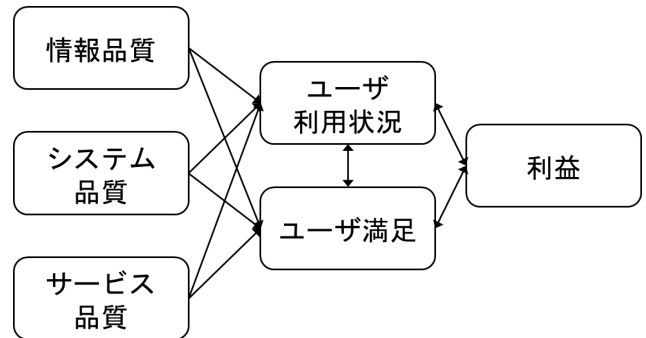 情報品質
システム
品質
サービス
品質
ユーザ
利用状況
ユーザ満足
利益